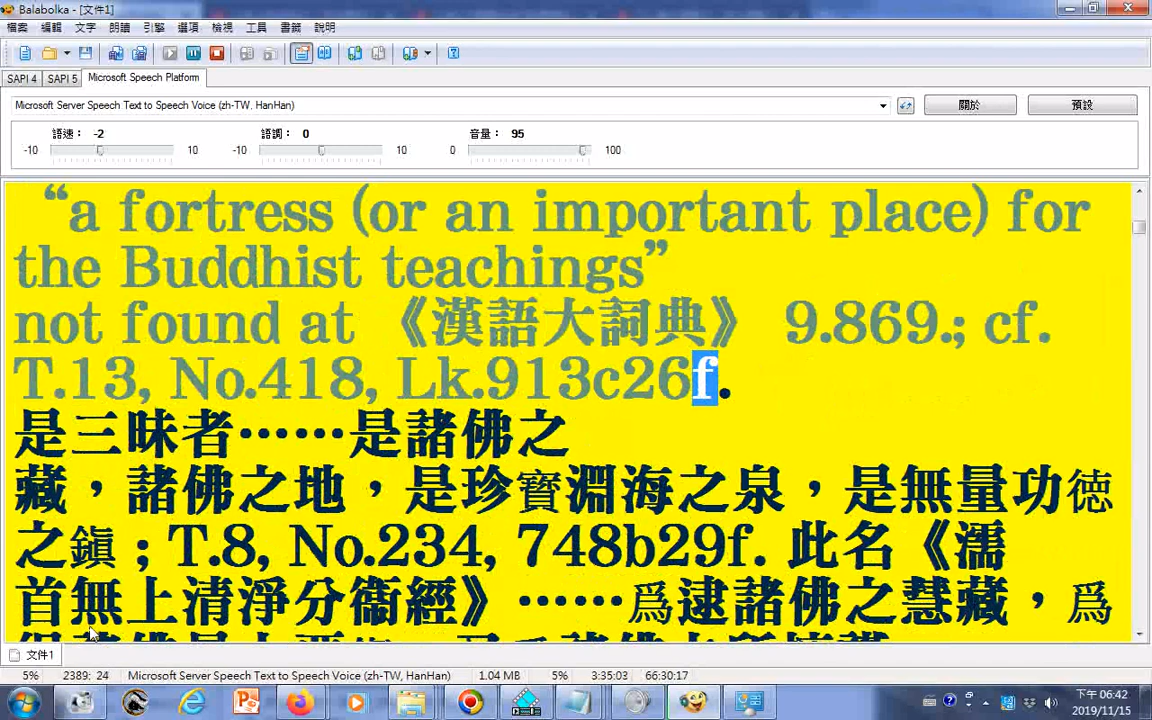 Balabolka - [文件1]
檔案 編輯 文字 朗讀 引擎 選項 檢視 工具 書籤 說明
SAPI 4 SAPI 5 Microsoft Speech Platform
Microsoft Server Speech Text to Speech Voice (zh-TW, HanHan) 關於 預設
語速： -2 語調： 0 音量： 95
-10 10 -10 10 0 100
“a fortress (or an important place) for
the Buddhist teachings”
not found at 《漢語大詞典》 9.869.; cf.
T.13, No.418, Lk.913c26f.
是三昧者⋯⋯是諸佛之
藏，諸佛之地，是珍寶淵海之泉，是無量功徳
之鎭；T.8, No.234, 748b29f. 此名《濡
首無上清淨分衞經》⋯⋯爲逮諸佛之慧藏，爲
文件1
5% 2389: 24 Microsoft Server Speech Text to Speech Voice (zh-TW, HanHan) 1.04 MB 5% 3:35:03 66:30:17
下午 06:42
2019/11/15